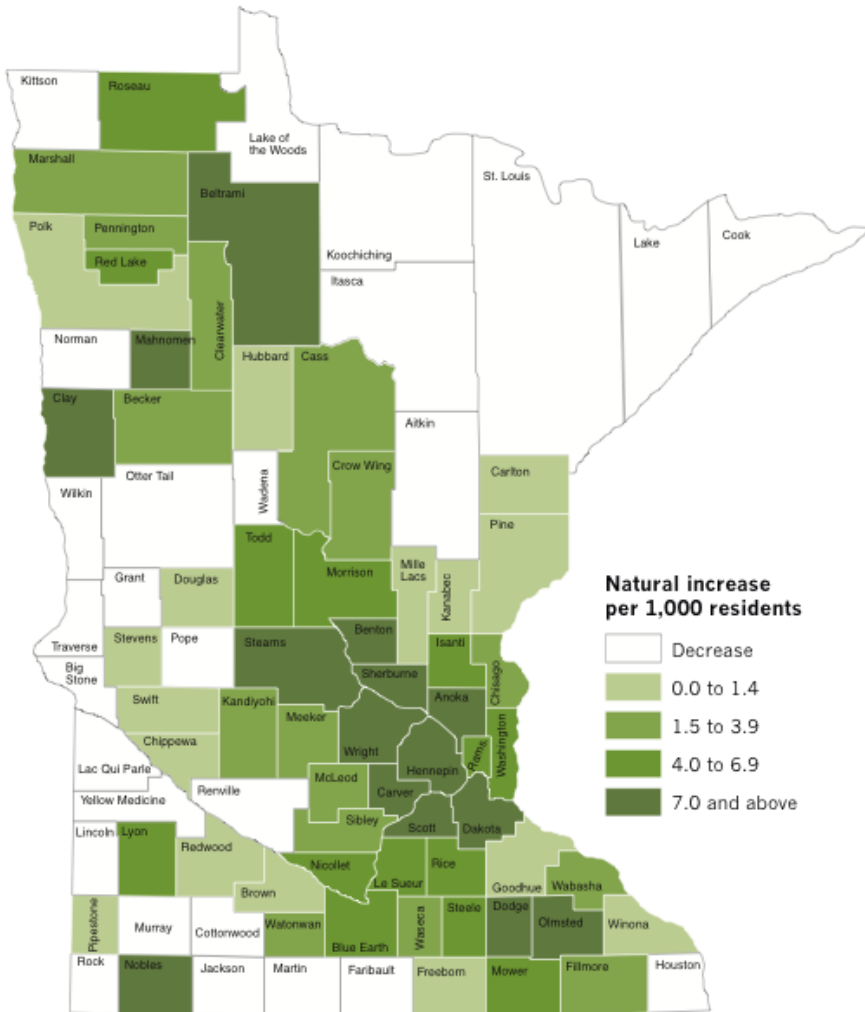 Kittson
Roseau
Lake of
the Woods
Marshall
Beltrami
St. Louis
Polk
Pennington
Lake
Cook
Red Lake
Koochiching
Itasca
Clearwater
Norman
Mahnomen
Hubbard
Cass
Clay
Becker
Aitkin
Otter Tail
Crow Wing
Carlton
Wilkin
Wadena
Pine
Todd
Morrison
Mille
Lacs
Kanabec
Grant
Douglas
Natural increase
per 1,000 residents
Traverse
Stevens
Pope
Stearns
Benton
Isanti
Chisago
Decrease
Big
Stone
Sherburne
0.0 to 1.4
Swift
Kandiyohi
Meeker
Anoka
Washington
1.5 to 3.9
Chippewa
Wright
Hennepin
Rams.
4.0 to 6.9
Lac Qui Parle
McLeod
Carver
Yellow Medicine
Renville
7.0 and above
Lincoln
Lyon
Redwood
Sibley
Scott
Dakota
Nicollet
Le Sueur
Rice
Goodhue
Wabasha
Brown
Pipestone
Murray
Cottonwood
Watonwan
Blue Earth
Waseca
Steele
Dodge
Olmsted
Winona
Rock
Nobles
Jackson
Martin
Faribault
Freeborn
Mower
Fillmore
Houston